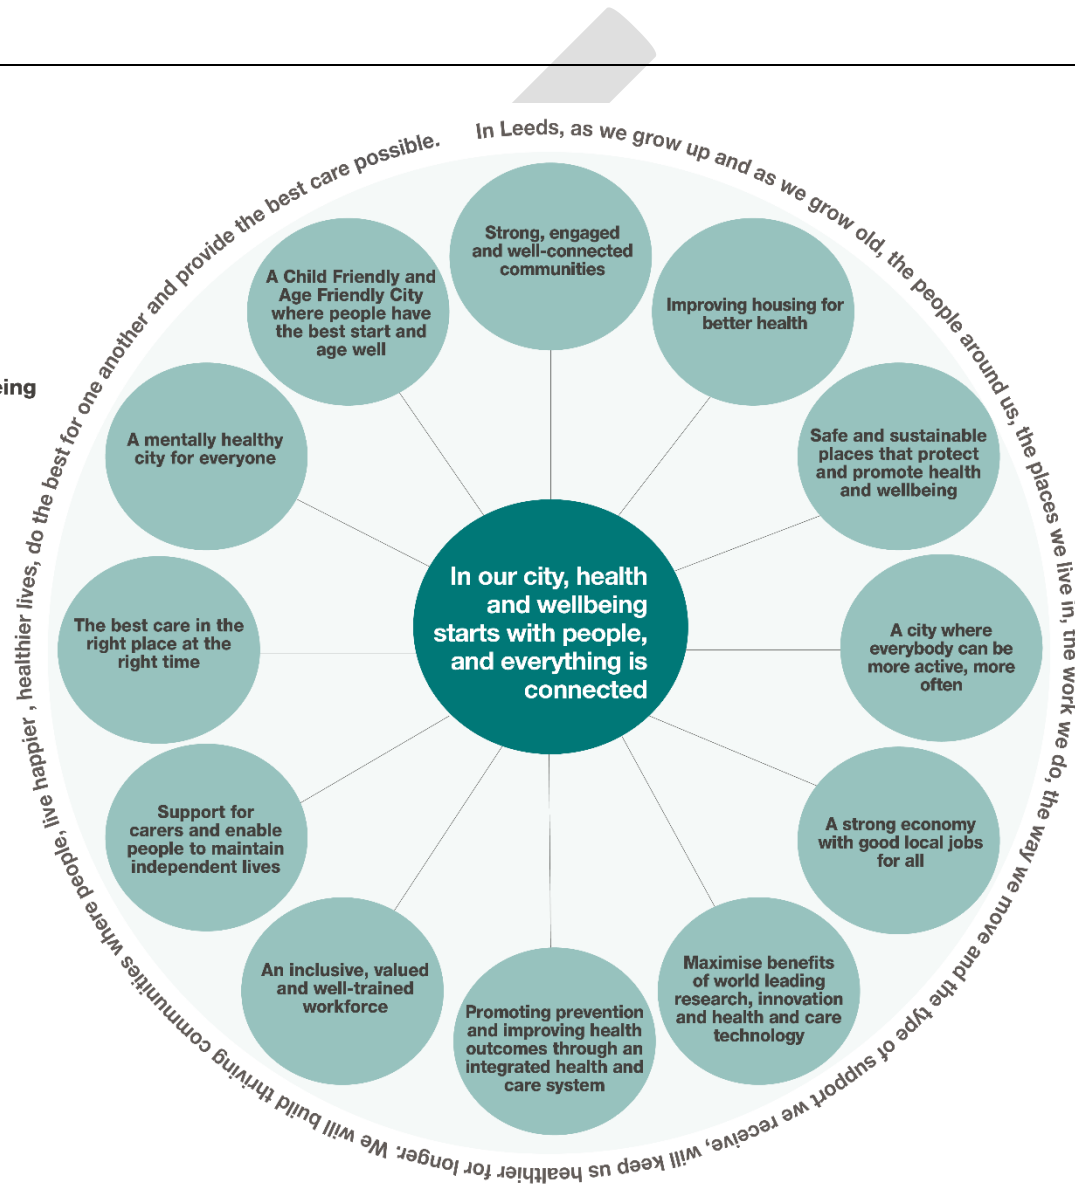 In Leeds, as we grow up and as we grow old, the people around us, the places we live in, the work we do, the way we move and the type of support we receive, will keep us healthier for longer. We will build thriving communities where people, live happier , healthier lives, do the best for one another and provide the best care possible.
Strong, engaged
and well-connected
communities
Improving housing for
better health
Safe and sustainable
places that protect
and promote health
and wellbeing
A city where
everybody can be
more active, more
often
A strong economy
with good local jobs
for all
Maximise benefits
of world leading
research, innovation
and health and care
technology
Promoting prevention
and improving health
outcomes through an
integrated health and
care system
An inclusive, valued
and well-trained
workforce
Support for
carers and enable
people to maintain
independent lives
The best care in the
right place at the
right time
A mentally healthy
city for everyone
A Child Friendly and
Age Friendly City
where people have
the best start and
age well
In our city, health
and wellbeing
starts with people,
and everything is
connected
eing